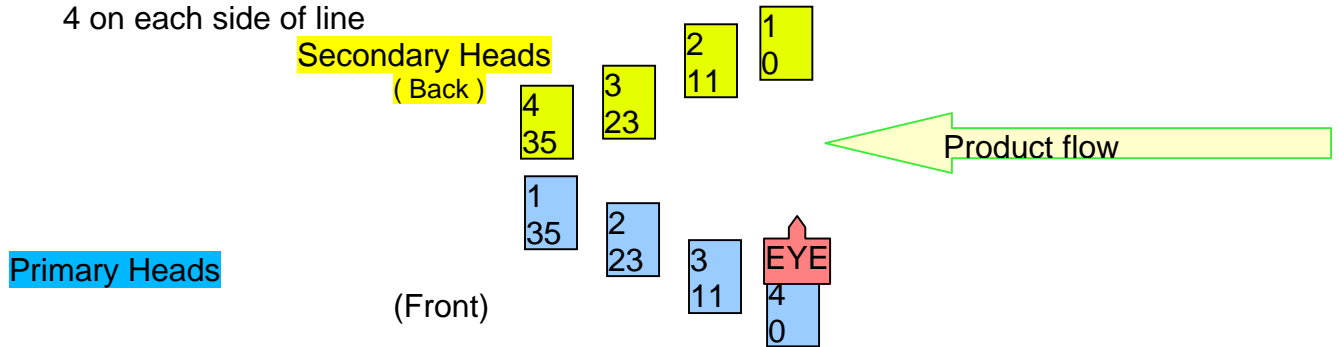 4 on each side of line
Secondary Heads
( Back )
1
0
2
11
3
23
4
35
Product flow
1
35
2
23
3
11
EYE
4
0
Primary Heads
(Front)